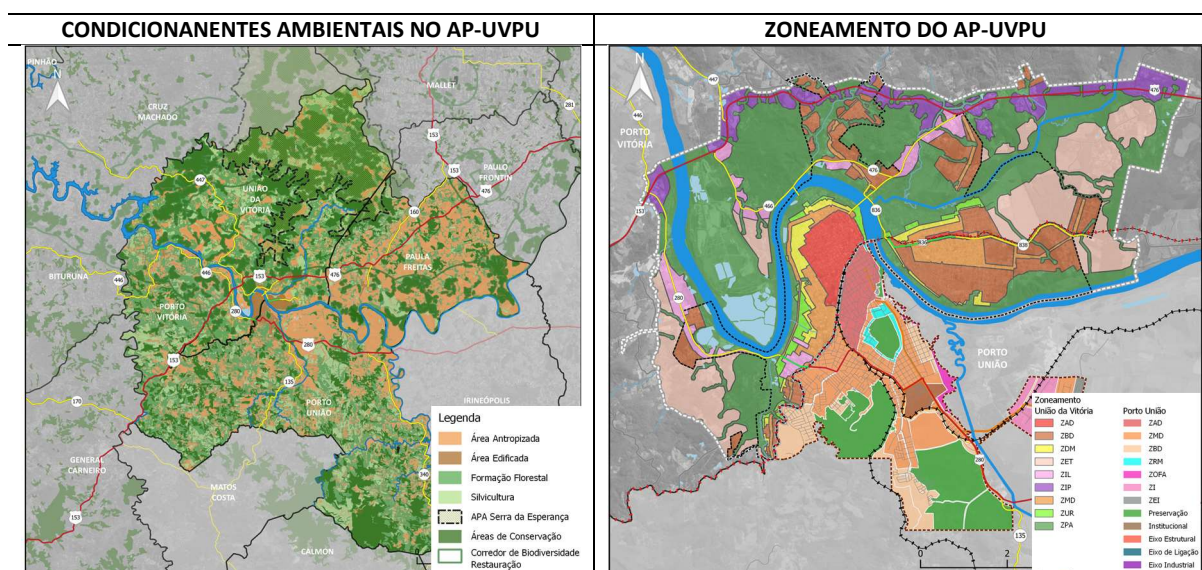 CONDICIONANENTES AMBIENTAIS NO AP-UVPU
ZONEAMENTO DO AP-UVPU
PINHÃO
N
CRUZ
MACHADO
MALLET
281
153
447
UNIÃO
DA
VITÓRIA
PAULO
FRONTIN
153
476
160
PAULA
FREITAS
BITURUNA
446
446
153
476
280
PORTO
VITÓRIA
280
153
135
PORTO
UNIÃO
IRINEÓPOLIS
170
GENERAL
CARNEIRO
MATOS
COSTA
340
153
CALMON
Legenda
Área Antropizada
Área Edificada
Formação Florestal
Silvicultura
APA Serra da Esperança
Áreas de Conservação
Corredor de Biodiversidade
Restauração
N
447
446
476
PORTO
VITÓRIA
476
153
466
836
836
838
280
PORTO
UNIÃO
280
0
2
135
Zoneamento
União da Vitória
ZAD
ZBD
ZDM
ZET
ZIL
ZIP
ZMD
ZUR
ZPA
Porto União
ZAD
ZMD
ZBD
ZRM
ZOFA
ZI
ZEI
Preservação
Institucional
Eixo Estrutural
Eixo de Ligação
Eixo Industrial